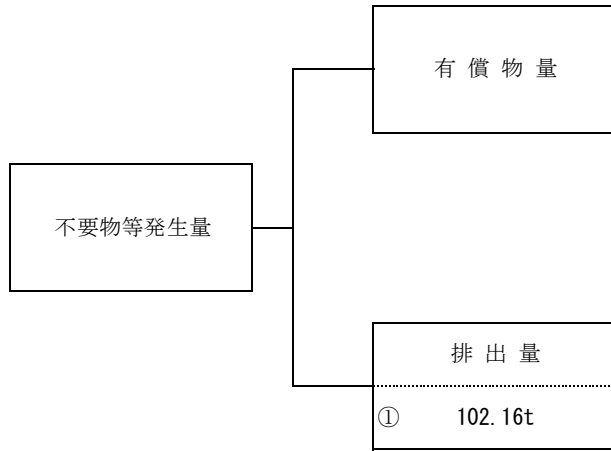 有 償 物 量
不要物等発生量
排 出 量
① 102.16t